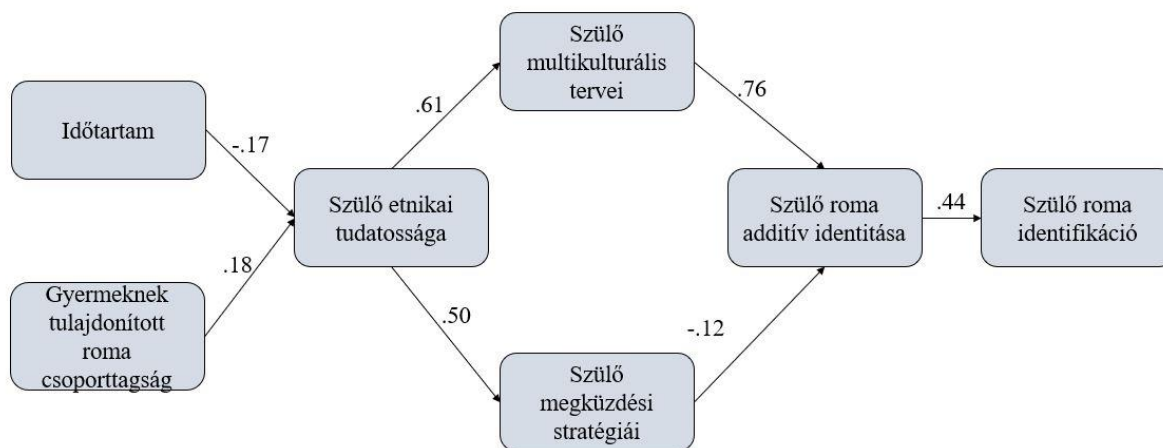 Szülő
multikulturális
tervei
.76
.61
Időtartam
-.17
Szülő etnikai
tudatossága
Szülő roma
additív identitása
.44
Szülő roma
identifikáció
.18
Gyermeknek
tulajdonított
roma
csoporttagság
.50
-.12
Szülő
megküzdési
stratégiái